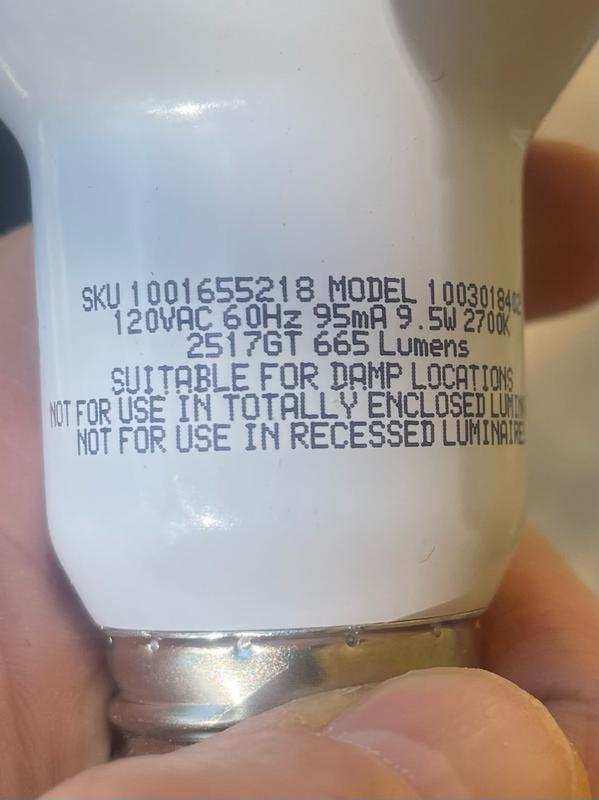 SKU 1001655218 MODEL 1003018402
120VAC 60Hz 95mA 9.5W 2700K
2517GT 665 Lumens
SUITABLE FOR DAMP LOCATIONS
NOT FOR USE IN TOTALLY ENCLOSED
NOT FOR USE IN RECESSED LUMINAIRES